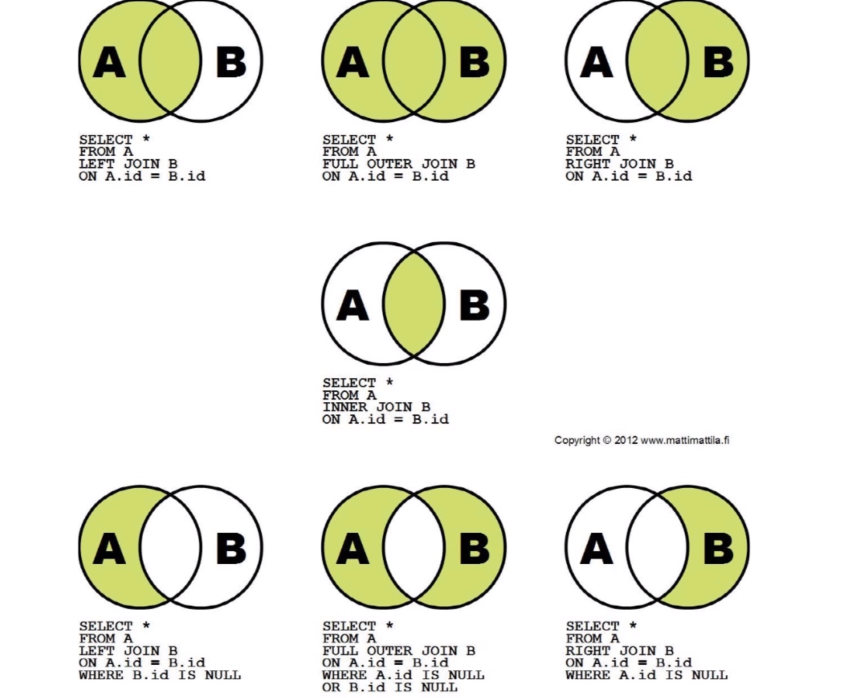 A B
SELECT *
FROM A
LEFT JOIN B
ON A.id = B.id
A B
SELECT *
FROM A
FULL OUTER JOIN B
ON A.id = B.id
A B
SELECT *
FROM A
RIGHT JOIN B
ON A.id = B.id
A B
SELECT *
FROM A
INNER JOIN B
ON A.id = B.id
Copyright © 2012 www.mattimattila.fi
A B
SELECT *
FROM A
LEFT JOIN B
ON A.id = B.id
WHERE B.id IS NULL
A B
SELECT *
FROM A
FULL OUTER JOIN B
ON A.id = B.id
WHERE A.id IS NULL
OR B.id IS NULL
A B
SELECT *
FROM A
RIGHT JOIN B
ON A.id = B.id
WHERE A.id IS NULL